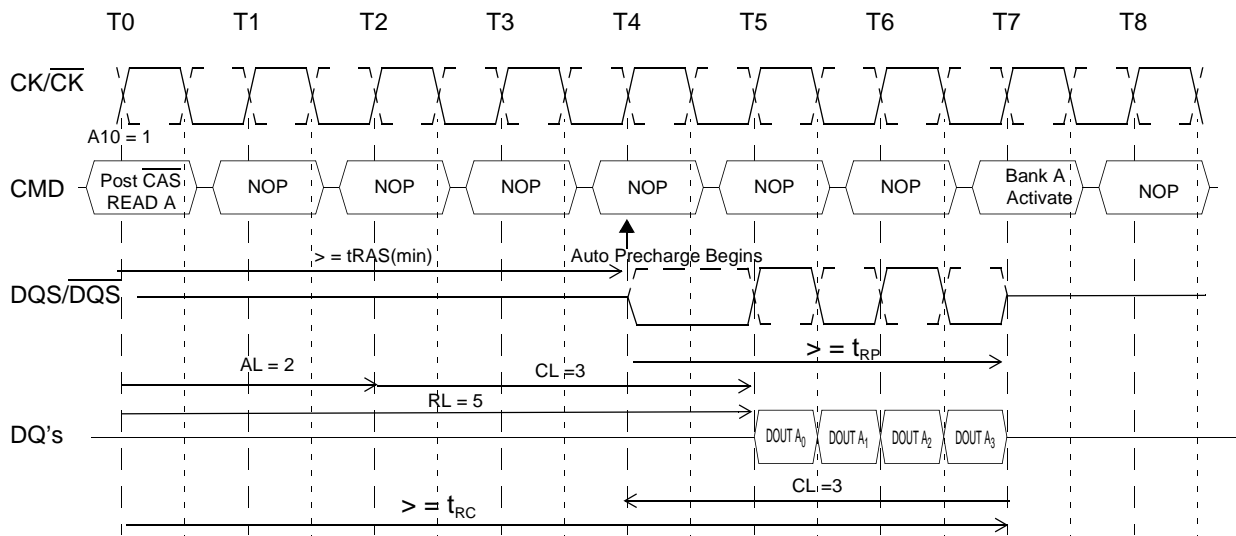 T0 T1 T2 T3 T4 T5 T6 T7 T8
CK/CK
A10 = 1
CMD
Post CAS
READ A
NOP
NOP
NOP
NOP
NOP
NOP
Bank A
Activate
NOP
> = tRAS(min)
Auto Precharge Begins
DQS/DQS
> = tRP
AL = 2
CL =3
RL = 5
DQ's
DOUT A0
DOUT A1
DOUT A2
DOUT A3
CL =3
> = tRC